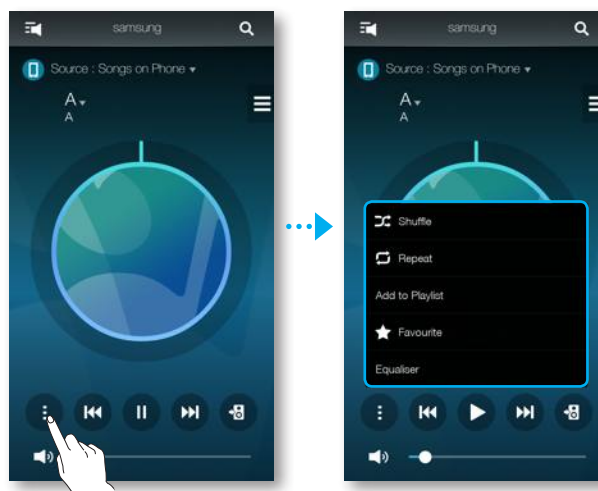 samsung
Source : Songs on Phone
A
A
samsung
Source : Songs on Phone
A
A
Shuffle
Repeat
Add to Playlist
Favourite
Equaliser